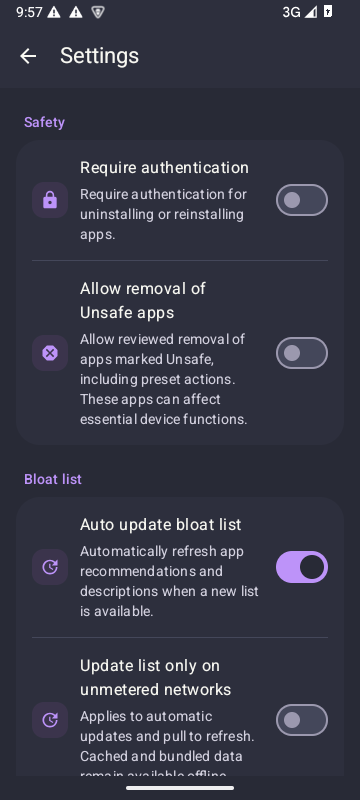 9:57
3G
Settings
Safety
Require authentication
Require authentication for
uninstalling or reinstalling
apps.
Allow removal of
Unsafe apps
Allow reviewed removal of
apps marked Unsafe,
including preset actions.
These apps can affect
essential device functions.
Bloat list
Auto update bloat list
Automatically refresh app
recommendations and
descriptions when a new list
is available.
Update list only on
unmetered networks
Applies to automatic
updates and pull to refresh.
Cached and bundled data
remain available offline.